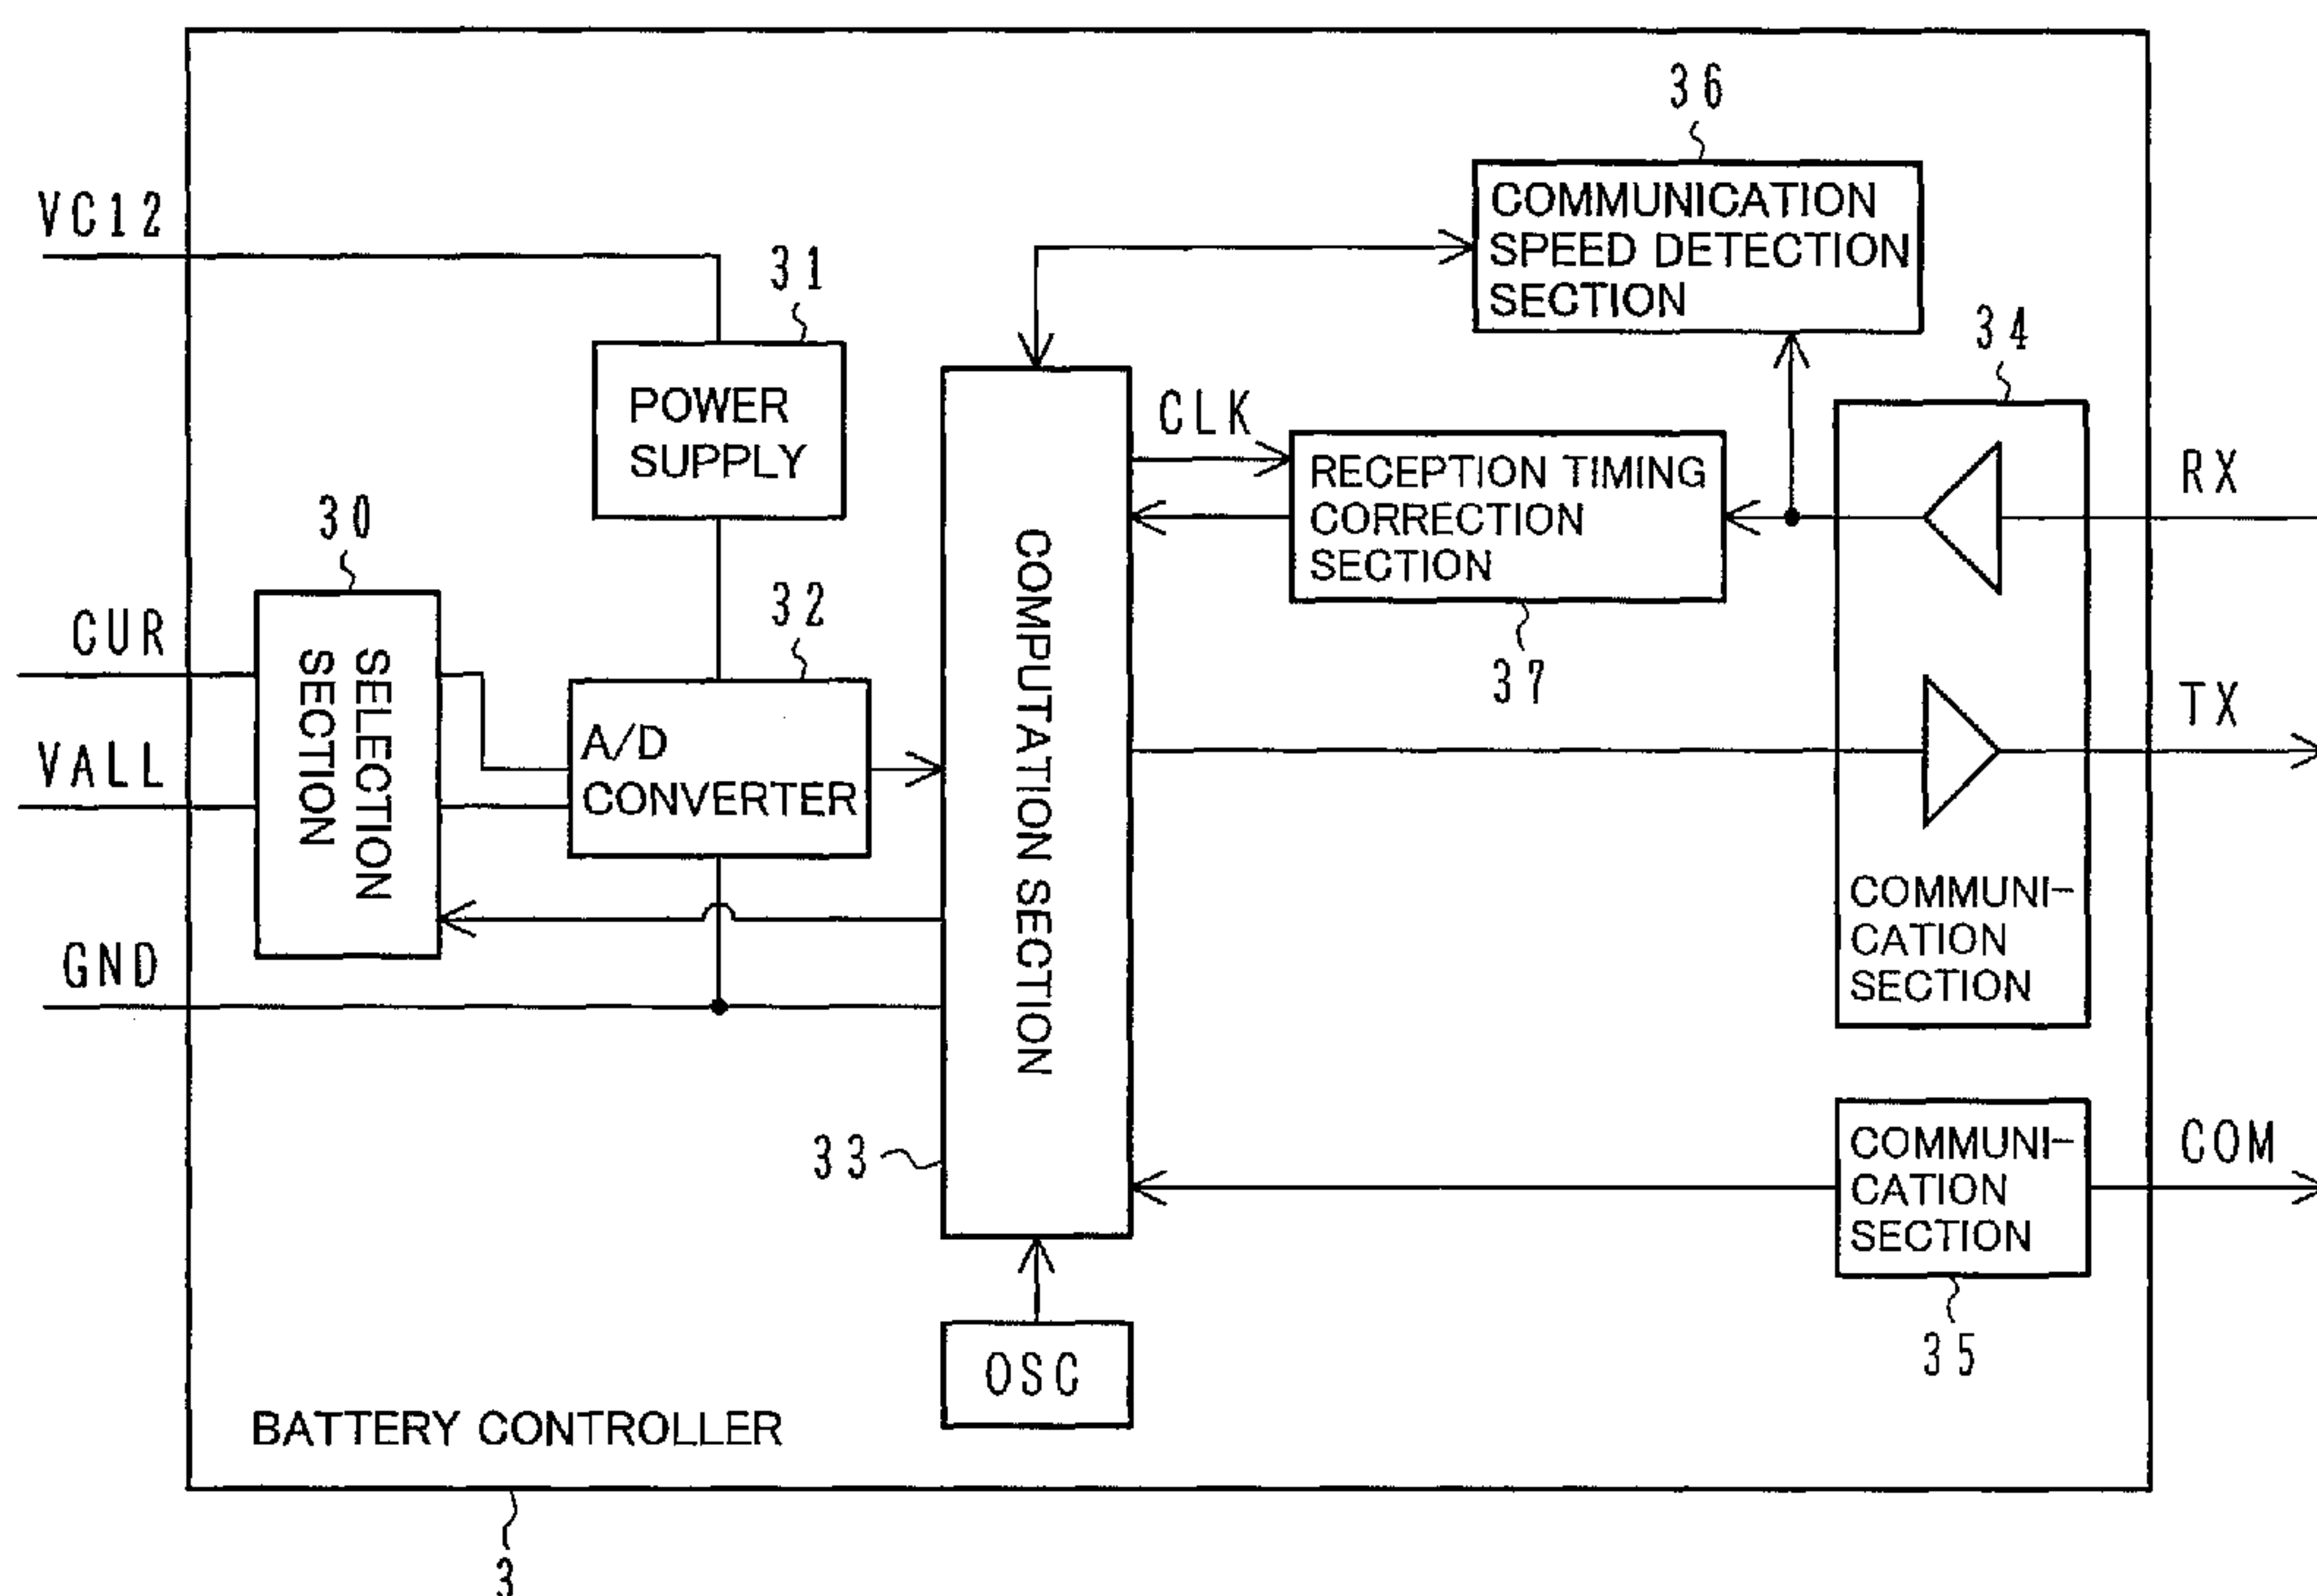 36
COMMUNICATION
SPEED DETECTION
SECTION
VC12
31
POWER
SUPPLY
34
CLK
RECEPTION TIMING
CORRECTION
SECTION
37
RX
30
CUR
SELECTION
SECTION
VALL
32
A/D
CONVERTER
COMPUTATION SECTION
TX
COMMUNI-
CATION
SECTION
GND
33
COMMUNI-
CATION
SECTION
COM
35
OSC
BATTERY CONTROLLER
3